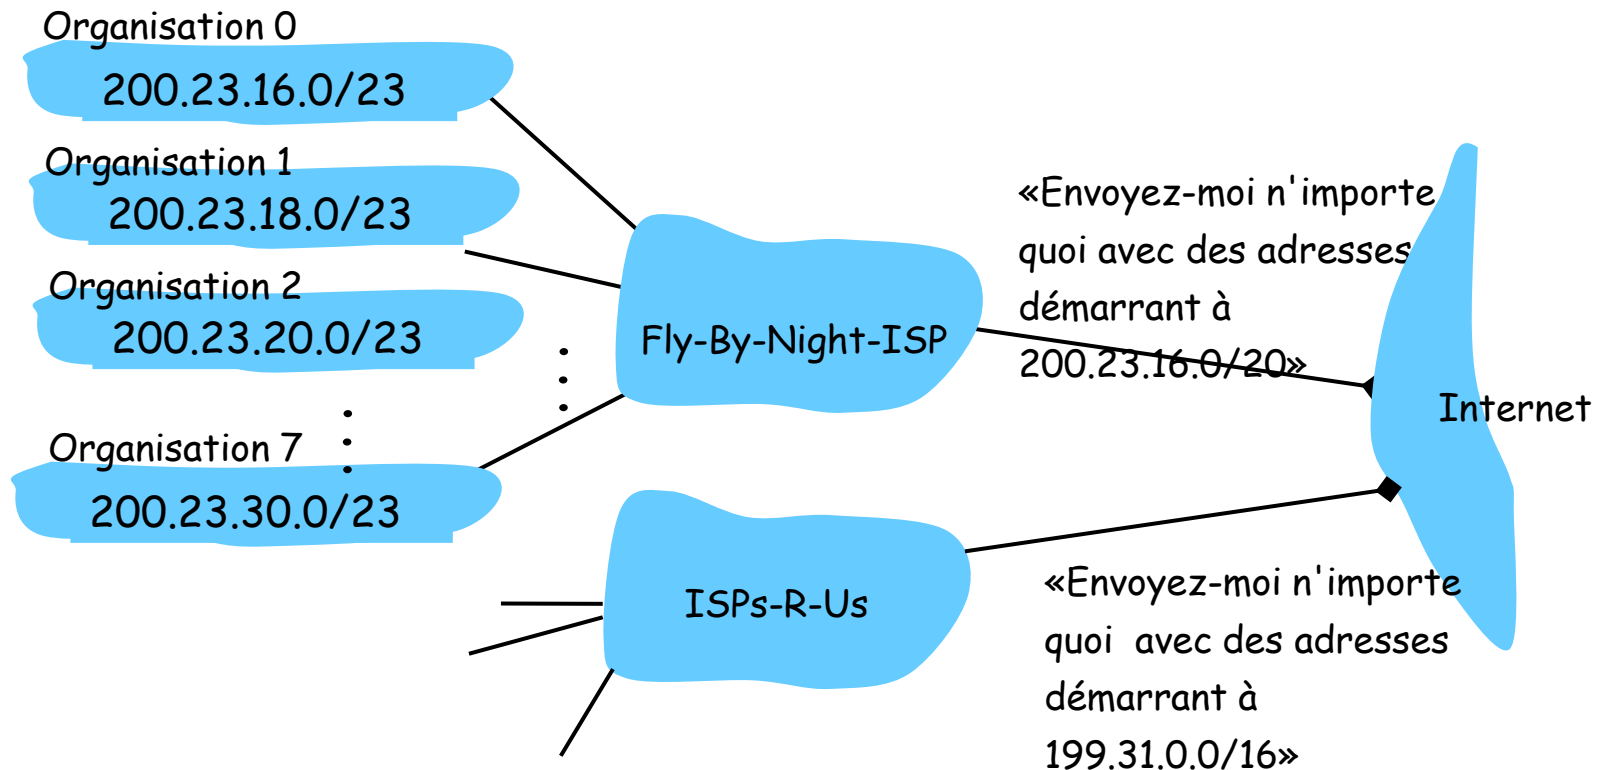 Organisation 0
200.23.16.0/23
Organisation 1
200.23.18.0/23
Organisation 2
200.23.20.0/23
Organisation 7
200.23.30.0/23
Fly-By-Night-ISP
ISPs-R-Us
«Envoyez-moi n'importe
quoi avec des adresses
démarrant à
200.23.16.0/20»
Internet
«Envoyez-moi n'importe
quoi avec des adresses
démarrant à
199.31.0.0/16»